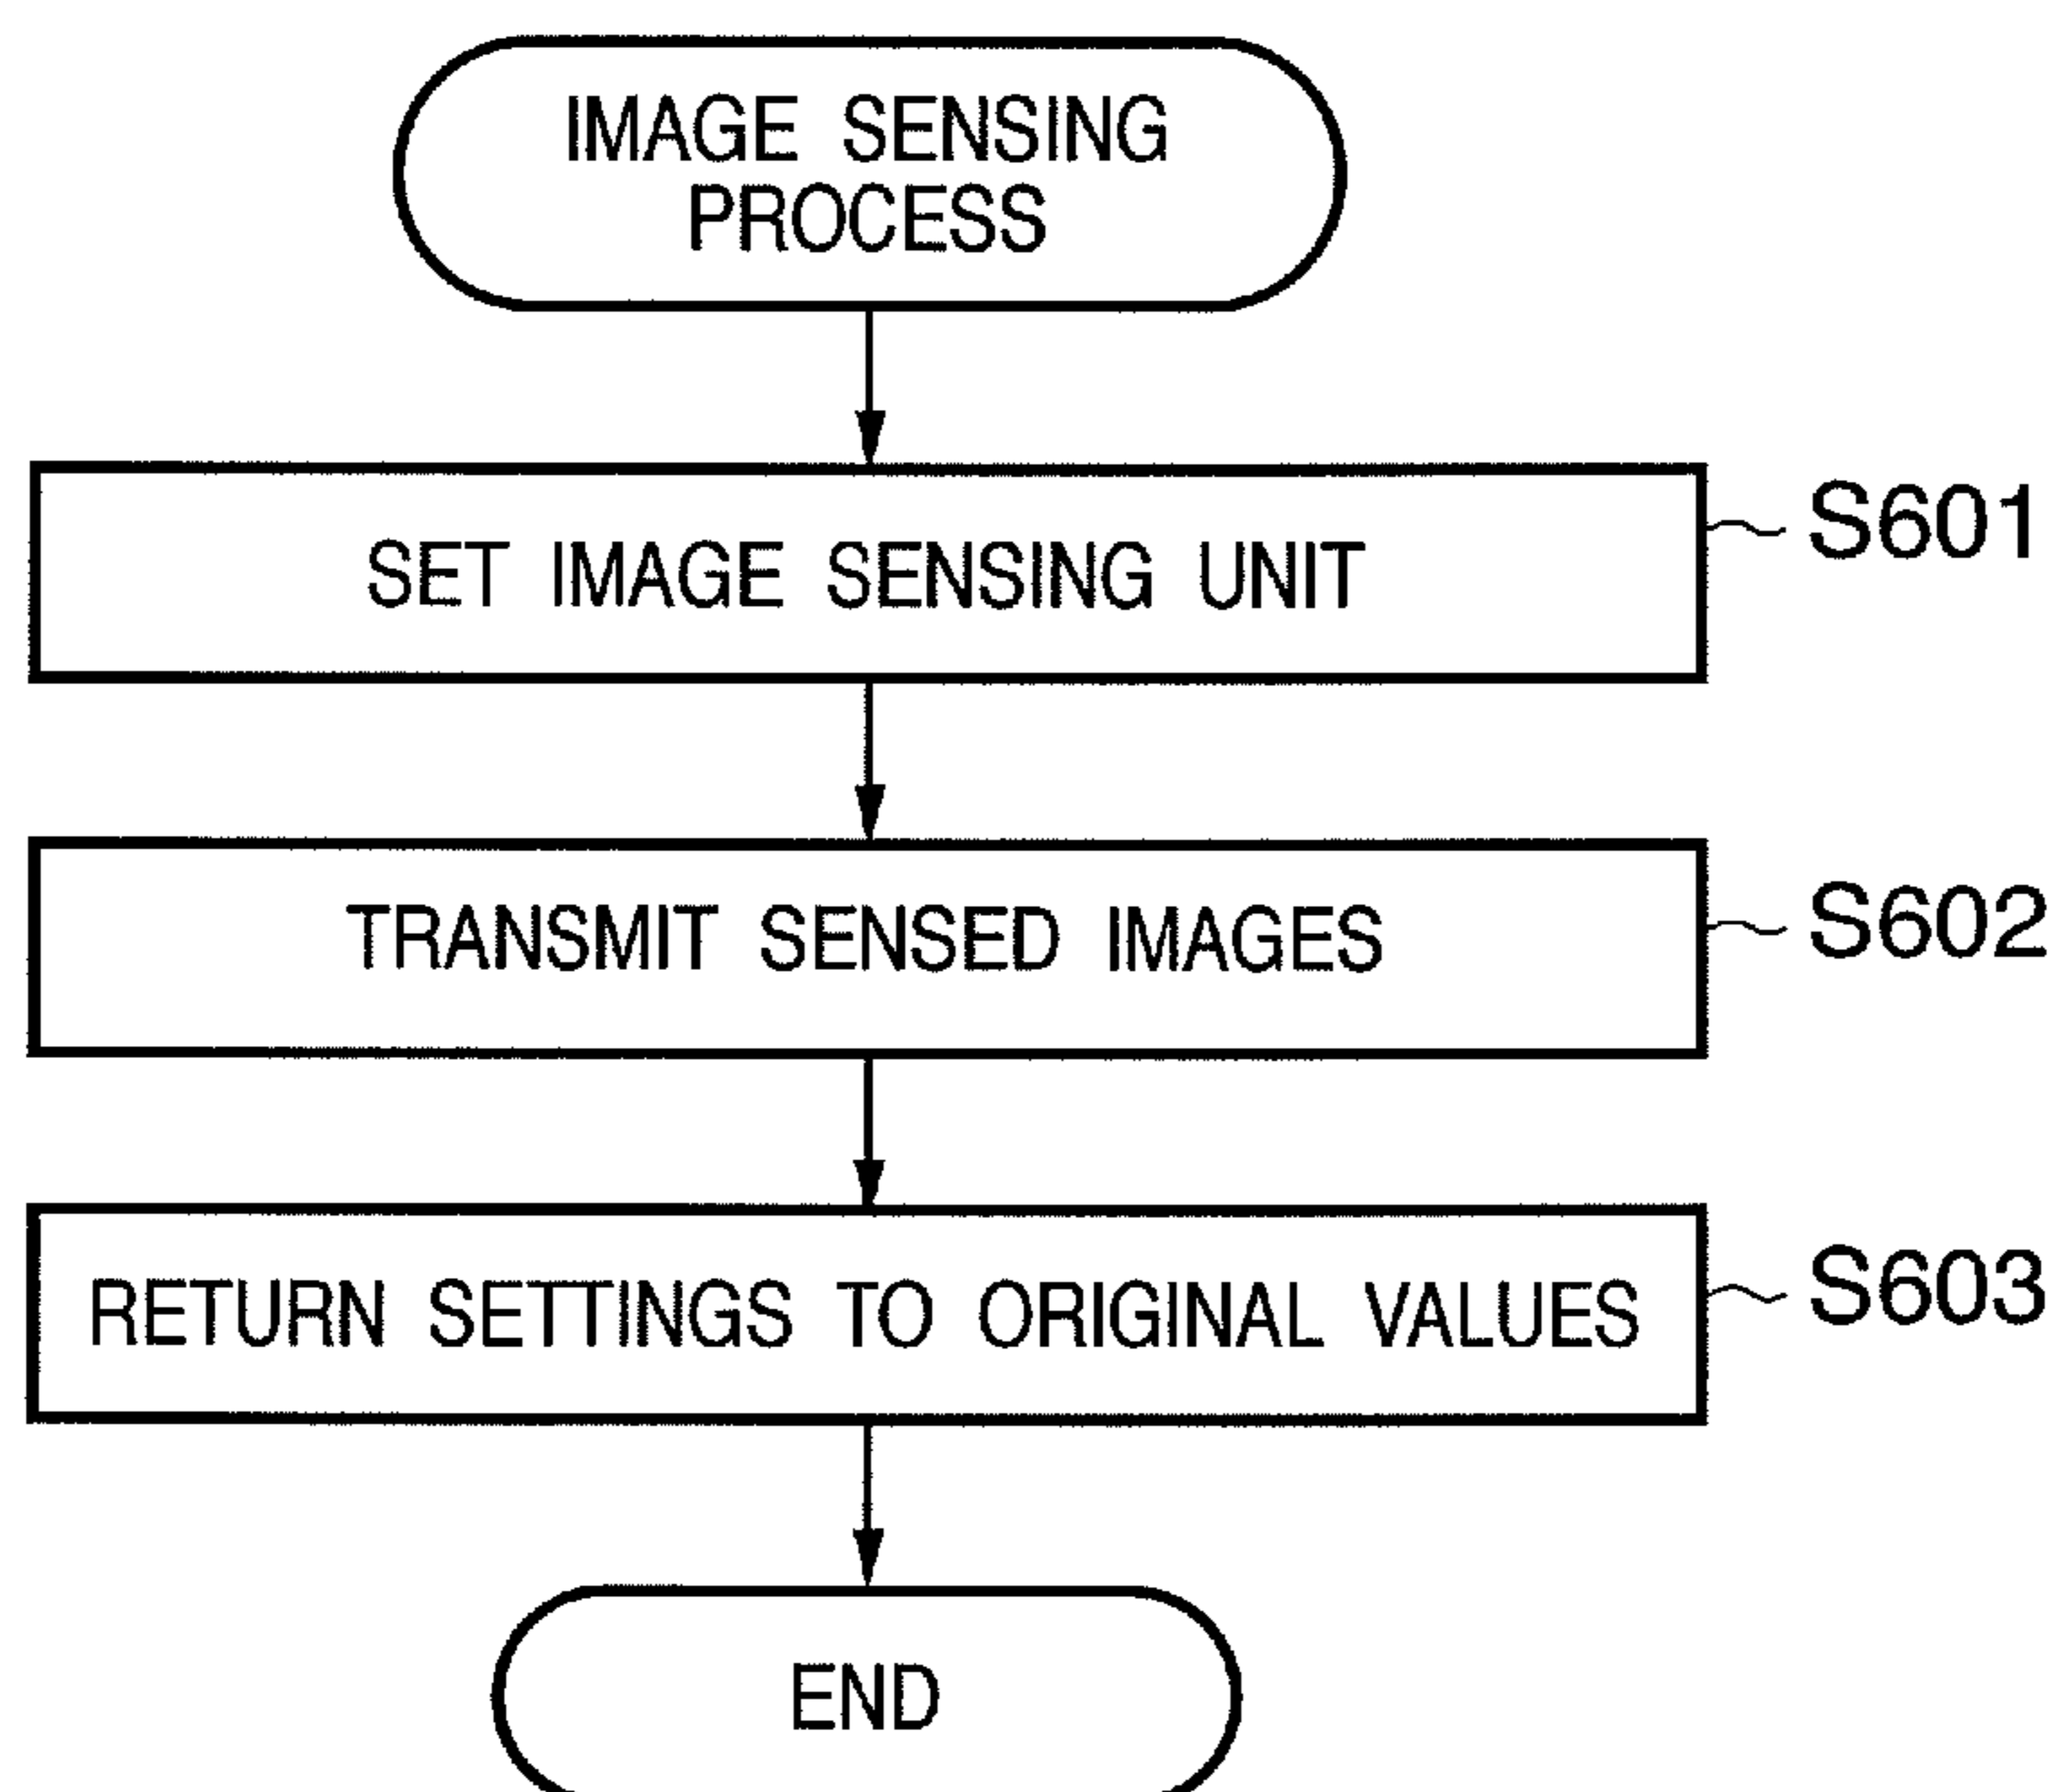 IMAGE SENSING
PROCESS
SET IMAGE SENSING UNIT
S601
TRANSMIT SENSED IMAGES
S602
RETURN SETTINGS TO ORIGINAL VALUES
S603
END